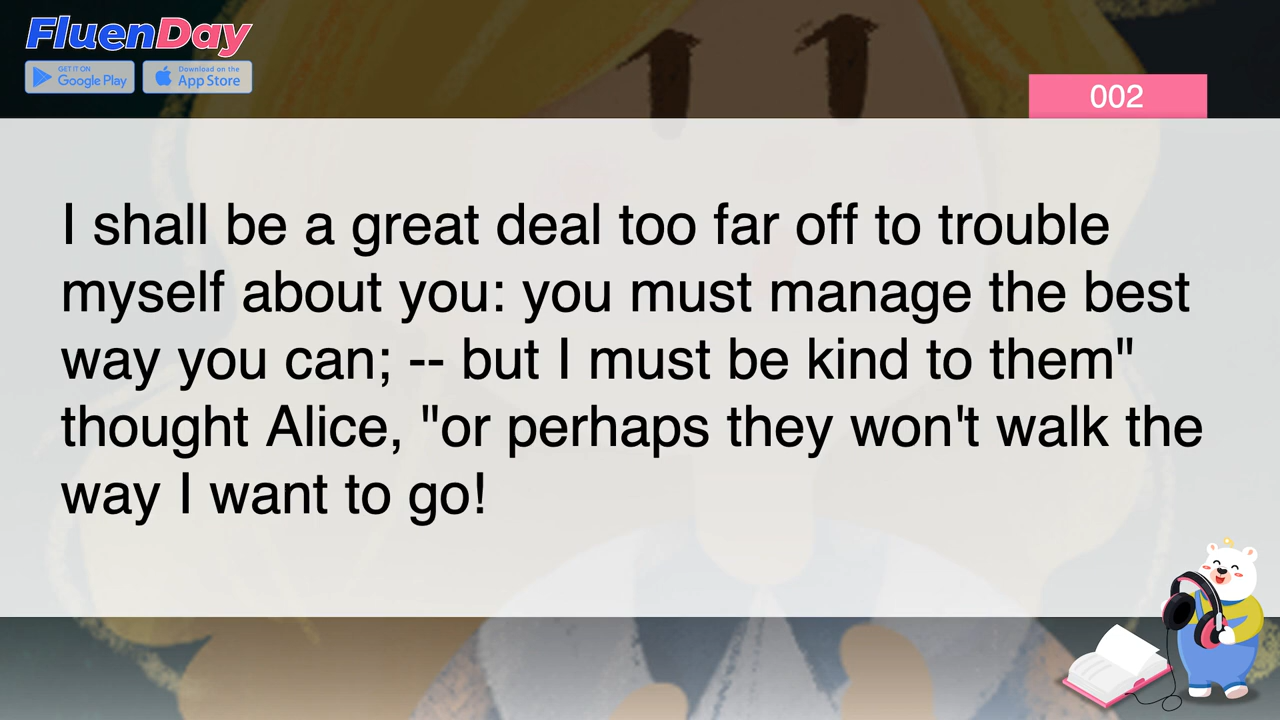 FluenDay
GET IT ON
Google Play
Download on the
App Store
002
I shall be a great deal too far off to trouble
myself about you: you must manage the best
way you can; -- but I must be kind to them"
thought Alice, "or perhaps they won't walk the
way I want to go!